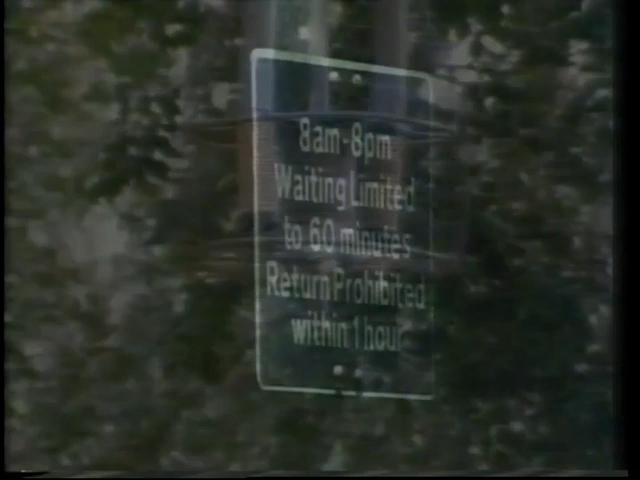 8am-8pm
Waiting Limited
to 60 minutes
Return Prohibited
within 1 hour